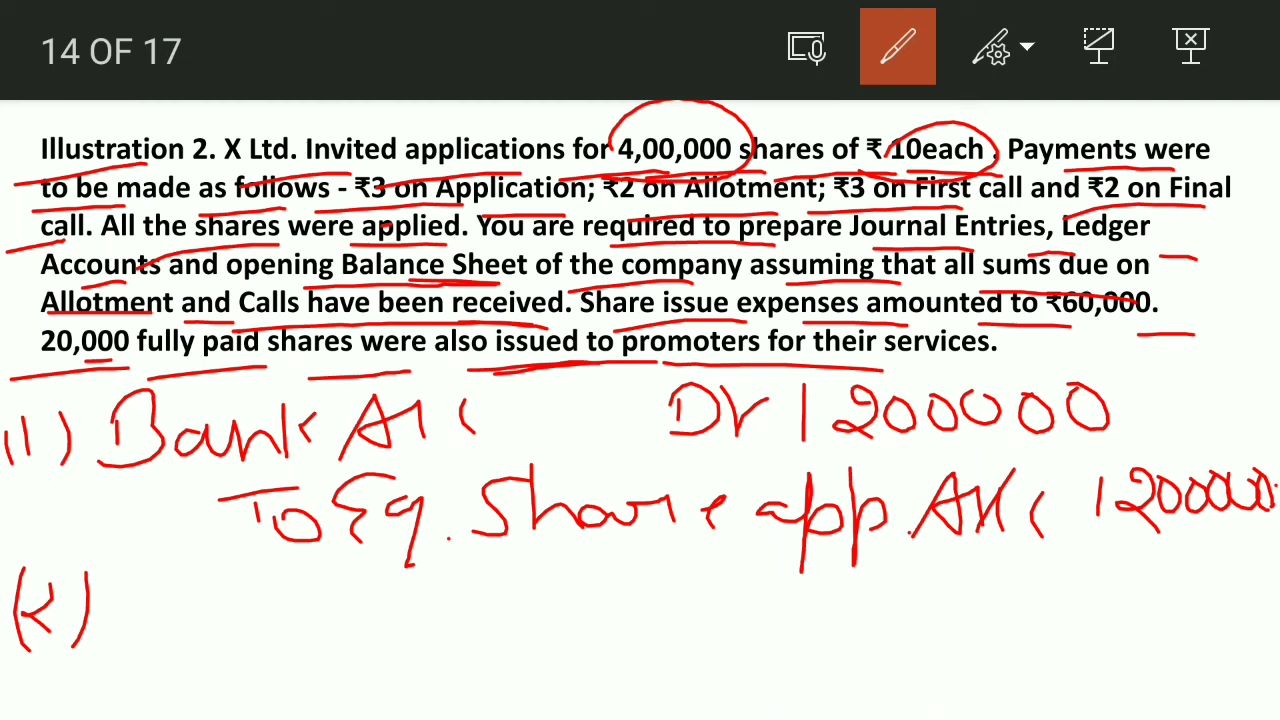 14 OF 17
Illustration 2. X Ltd. Invited applications for 4,00,000 shares of ₹ 10each . Payments were
to be made as follows - ₹3 on Application; ₹2 on Allotment; ₹3 on First call and ₹2 on Final
call. All the shares were applied. You are required to prepare Journal Entries, Ledger
Accounts and opening Balance Sheet of the company assuming that all sums due on
Allotment and Calls have been received. Share issue expenses amounted to ₹60,000.
20,000 fully paid shares were also issued to promoters for their services.
(1) Bank A/c Dr 1200000
To Eq. Share app. A/c 1200000